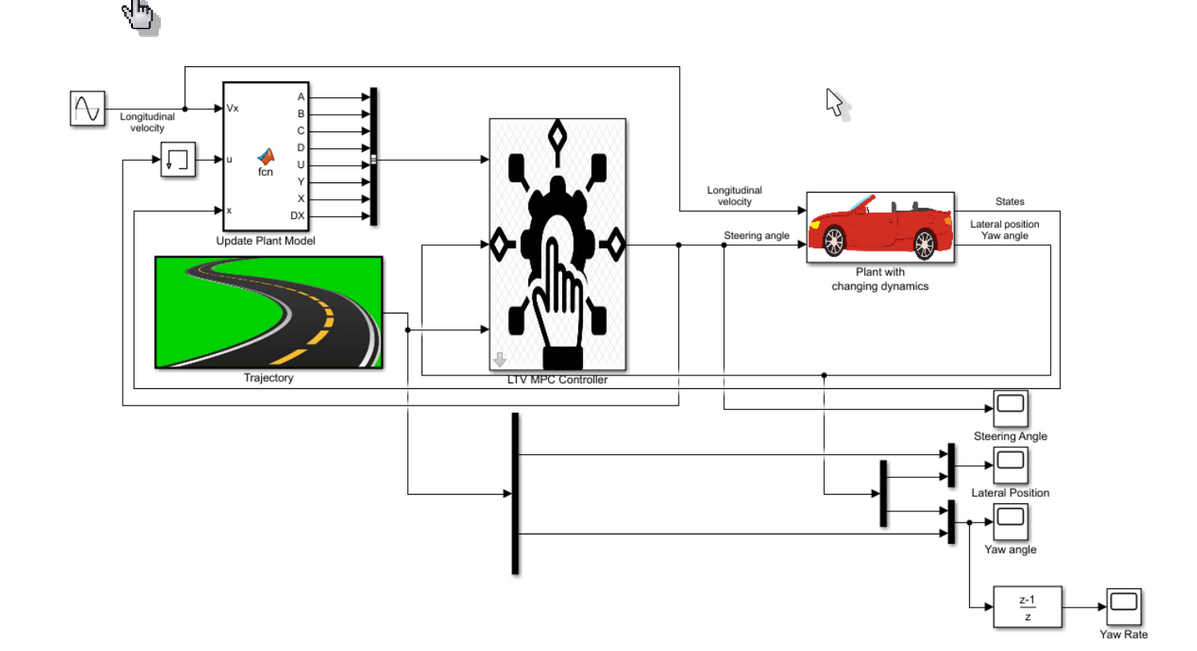 Vx
u
x
fcn
A
B
C
D
U
Y
X
DX
Longitudinal
velocity
Update Plant Model
Trajectory
LTV MPC Controller
Longitudinal
velocity
Steering angle
Plant with
changing dynamics
States
Lateral position
Yaw angle
Steering Angle
Lateral Position
Yaw angle
z-1
z
Yaw Rate